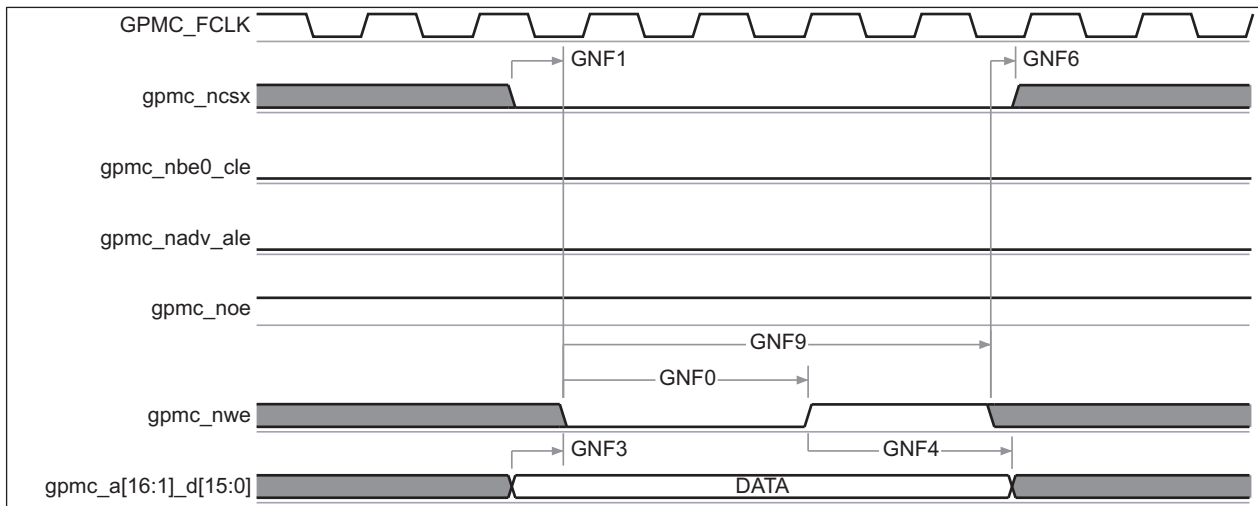 GPMC_FCLK
GNF1
GNF6
gpmc_ncsx
gpmc_nbe0_cle
gpmc_nadv_ale
gpmc_noe
GNF9
GNF0
gpmc_nwe
GNF3
GNF4
gpmc_a[16:1]_d[15:0]
DATA